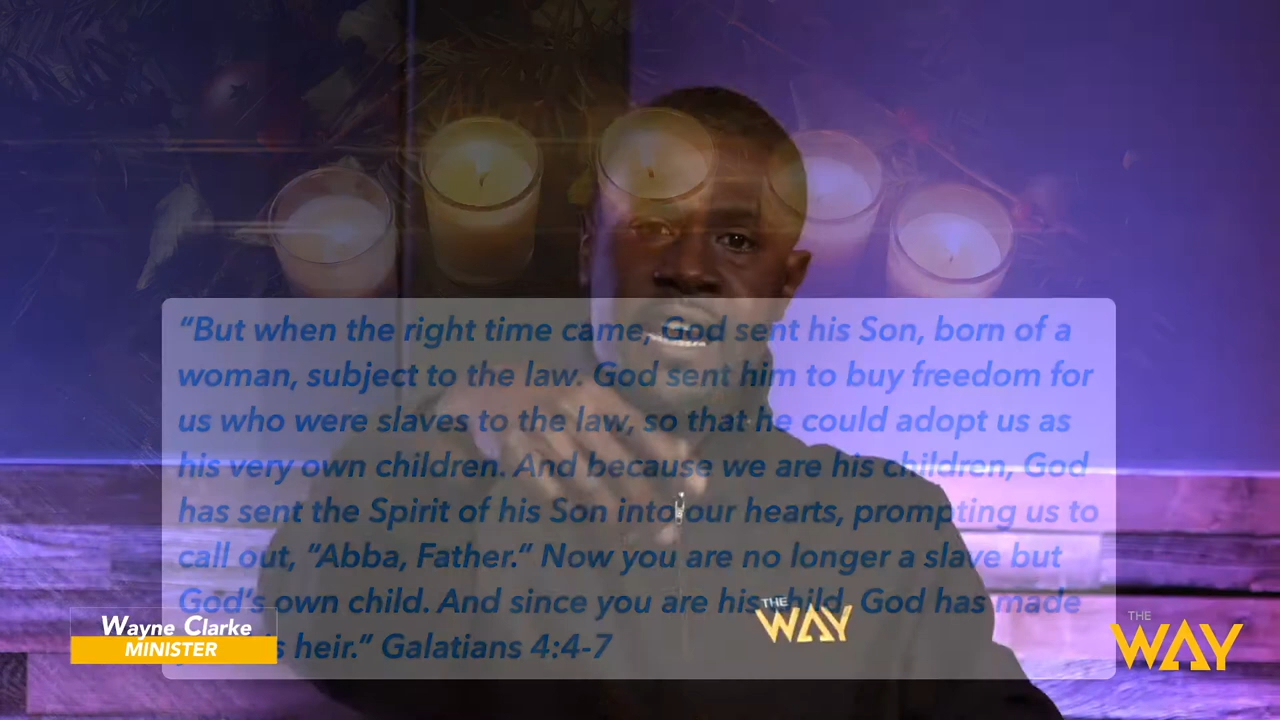 “But when the right time came, God sent his Son, born of a
woman, subject to the law. God sent him to buy freedom for
us who were slaves to the law, so that he could adopt us as
his very own children. And because we are his children, God
has sent the Spirit of his Son into our hearts, prompting us to
call out, “Abba, Father.” Now you are no longer a slave but
God's own child. And since you are his child, God has made
heir.” Galatians 4:4-7
Wayne Clarke
MINISTER
THE
WAY
THE
WAY